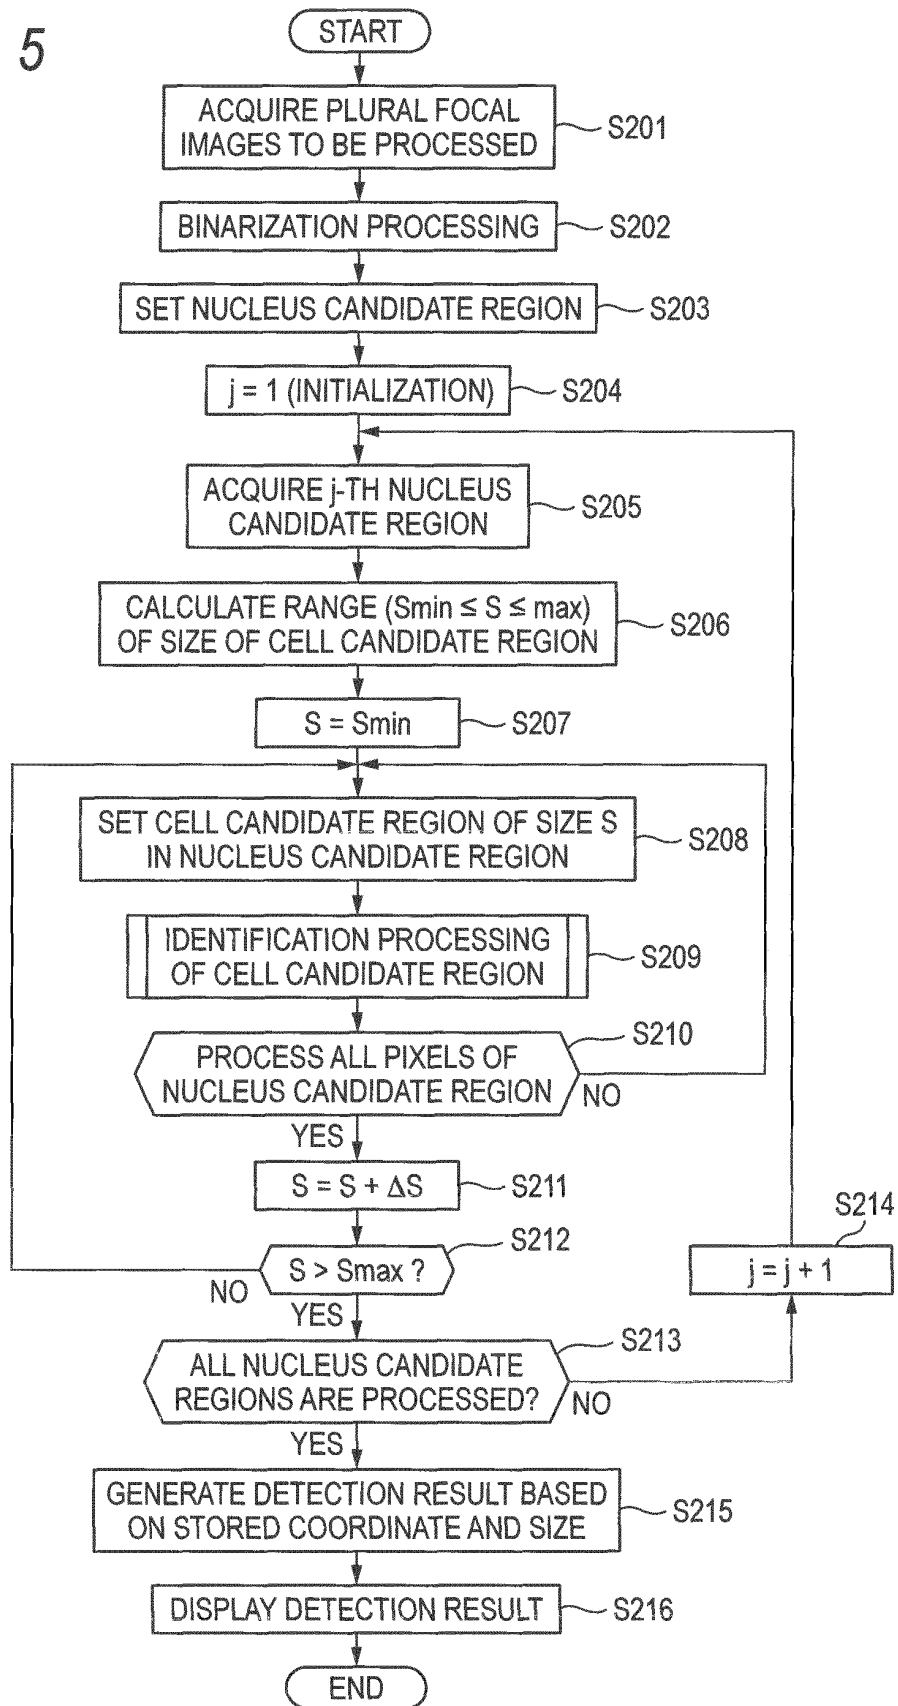 5
START
ACQUIRE PLURAL FOCAL
IMAGES TO BE PROCESSED
S201
BINARIZATION PROCESSING
S202
SET NUCLEUS CANDIDATE REGION
S203
j = 1 (INITIALIZATION)
S204
ACQUIRE j-TH NUCLEUS
CANDIDATE REGION
S205
CALCULATE RANGE (Smin ≤ S ≤ max)
OF SIZE OF CELL CANDIDATE REGION
S206
S = Smin
S207
SET CELL CANDIDATE REGION OF SIZE S
IN NUCLEUS CANDIDATE REGION
S208
IDENTIFICATION PROCESSING
OF CELL CANDIDATE REGION
S209
PROCESS ALL PIXELS OF
NUCLEUS CANDIDATE REGION
S210
NO
YES
S = S + ΔS
S211
S > Smax ?
S212
NO
YES
S214
j = j + 1
ALL NUCLEUS CANDIDATE
REGIONS ARE PROCESSED?
S213
NO
YES
GENERATE DETECTION RESULT BASED
ON STORED COORDINATE AND SIZE
S215
DISPLAY DETECTION RESULT
S216
END